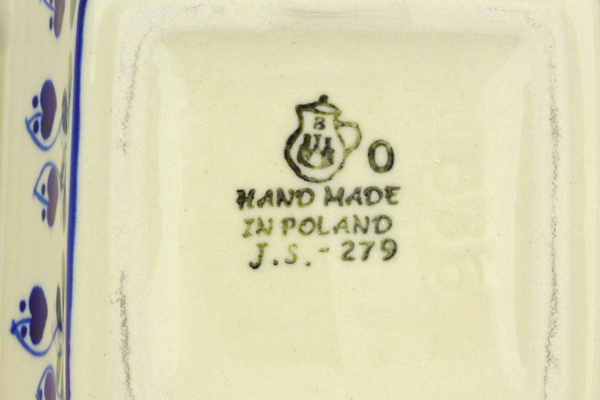 B
O
HAND MADE
IN POLAND
J.S.-279